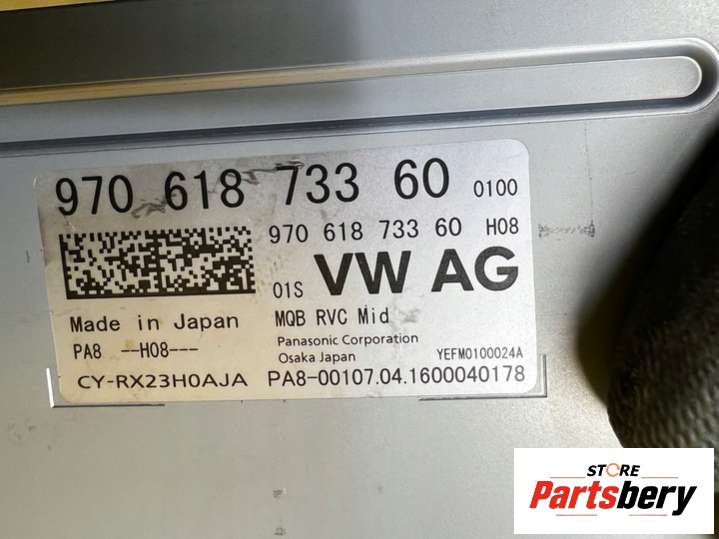 970 618 733 60 0100
970 618 733 60 H08
01S VW AG
Made in Japan
MQB RVC Mid
PA8 --H08---
Panasonic Corporation
Osaka Japan
YEFM0100024A
CY-RX23H0AJA
PA8-00107.04.1600040178
STORE
Partsbery